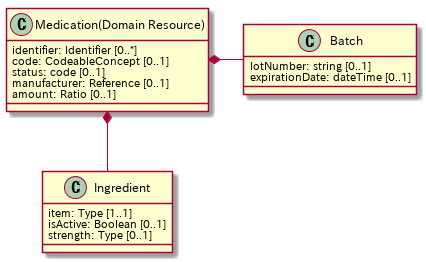 C Medication(Domain Resource)
identifier: Identifier [0..*]
code: CodeableConcept [0..1]
status: code [0..1]
manufacturer: Reference [0..1]
amount: Ratio [0..1]
C Batch
lotNumber: string [0..1]
expirationDate: dateTime [0..1]
C Ingredient
item: Type [1..1]
isActive: Boolean [0..1]
strength: Type [0..1]